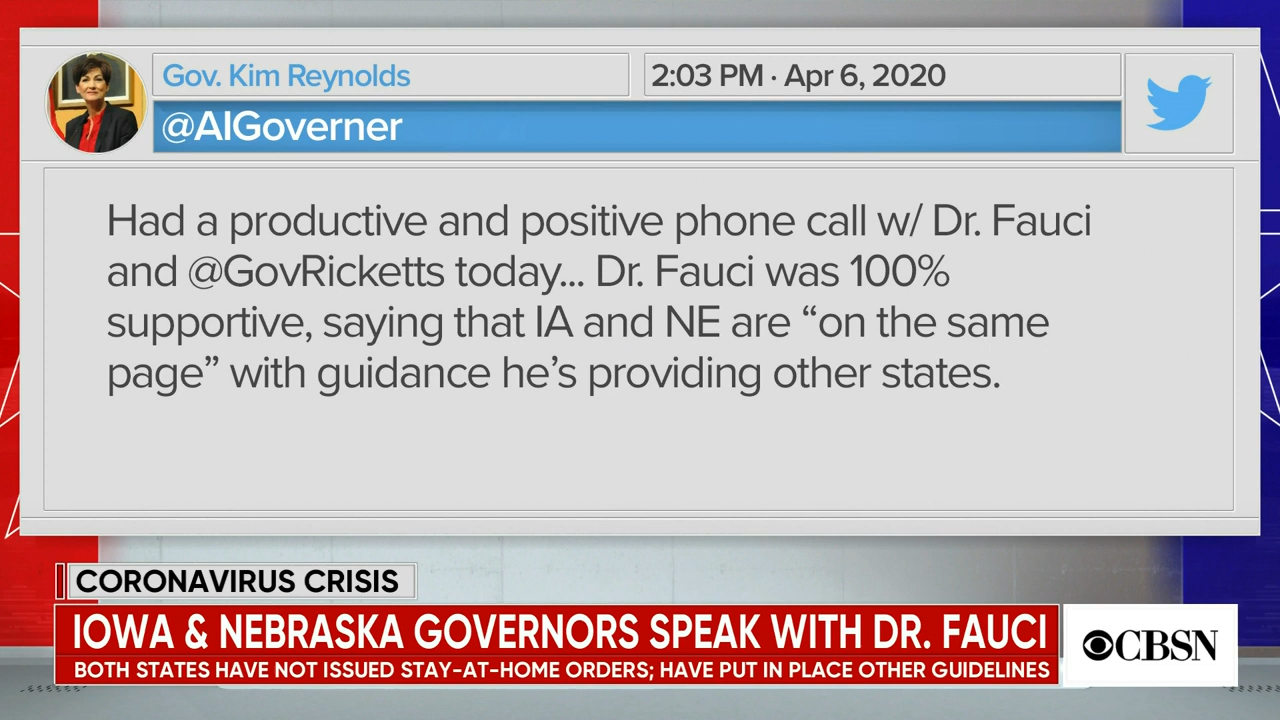 Gov. Kim Reynolds
2:03 PM · Apr 6, 2020
@AIGoverner
Had a productive and positive phone call w/ Dr. Fauci
and @GovRicketts today... Dr. Fauci was 100%
supportive, saying that IA and NE are “on the same
page” with guidance he’s providing other states.
CORONAVIRUS CRISIS
IOWA & NEBRASKA GOVERNORS SPEAK WITH DR. FAUCI
BOTH STATES HAVE NOT ISSUED STAY-AT-HOME ORDERS; HAVE PUT IN PLACE OTHER GUIDELINES
CBSN